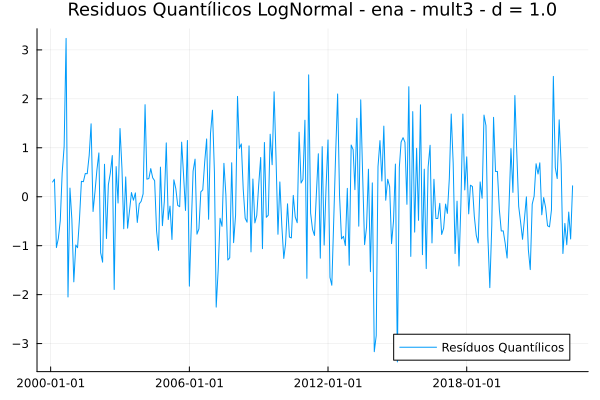 Residuos Quantílicos LogNormal - ena - mult3 - d = 1.0
3
2
1
0
−1
−2
−3
Resíduos Quantílicos
2000-01-01 2006-01-01 2012-01-01 2018-01-01